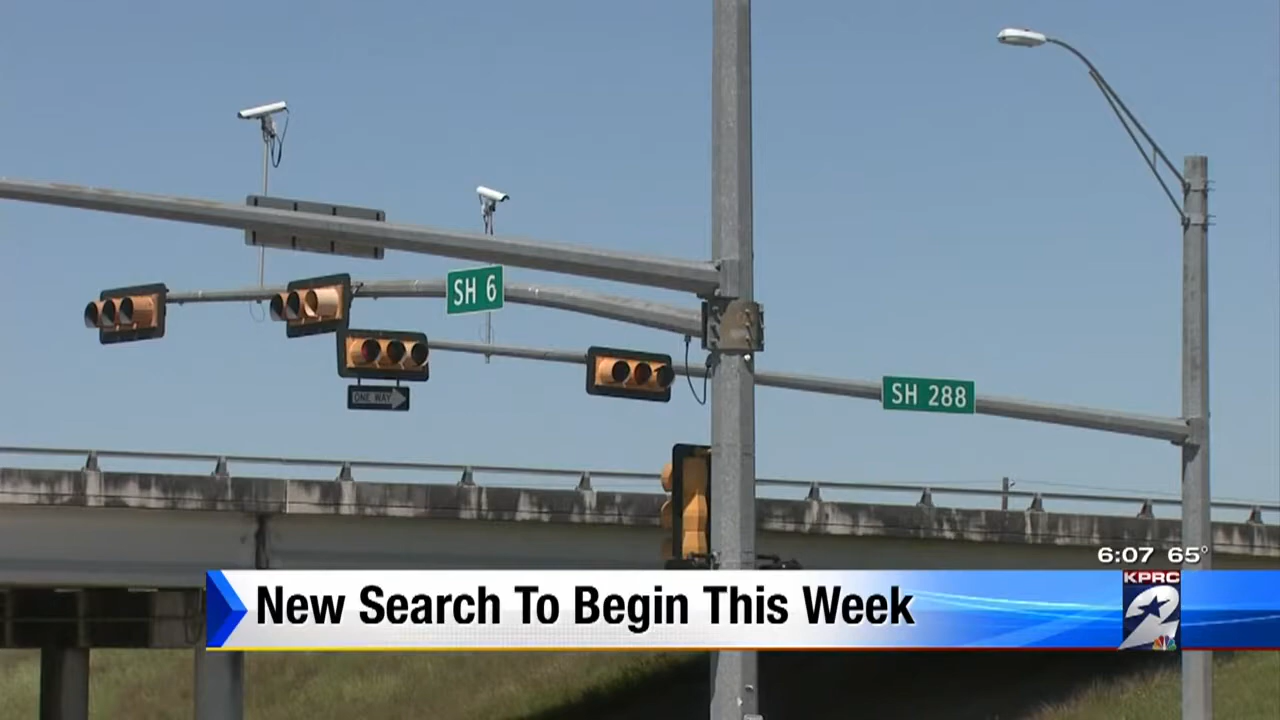 SH 6
SH 288
ONE WAY
6:07 65°
KPRC
2
New Search To Begin This Week